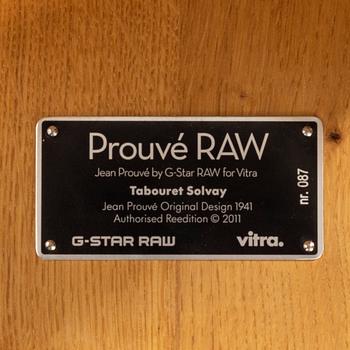 Prouvé RAW
Jean Prouvé by G-Star RAW for Vitra
Tabouret Solvay
Jean Prouvé Original Design 1941
Authorised Reedition © 2011
nr. 087
G-STAR RAW
vitra.